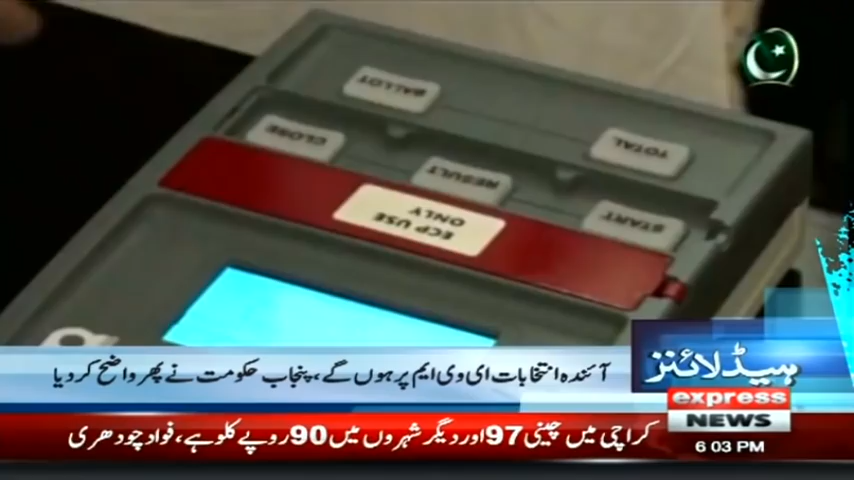 BALLOT
CLOSE
TOTAL
RESULT
START
ECP USE
ONLY
آئندہ انتخابات ای وی ایم پر ہوں گے، پنجاب حکومت نے پھر واضح کر دیا
ہیڈلائنز
express
NEWS
6:03 PM
کراچی میں چینی 97 اور دیگر شہروں میں 90 روپے کلو ہے، فواد چودھری